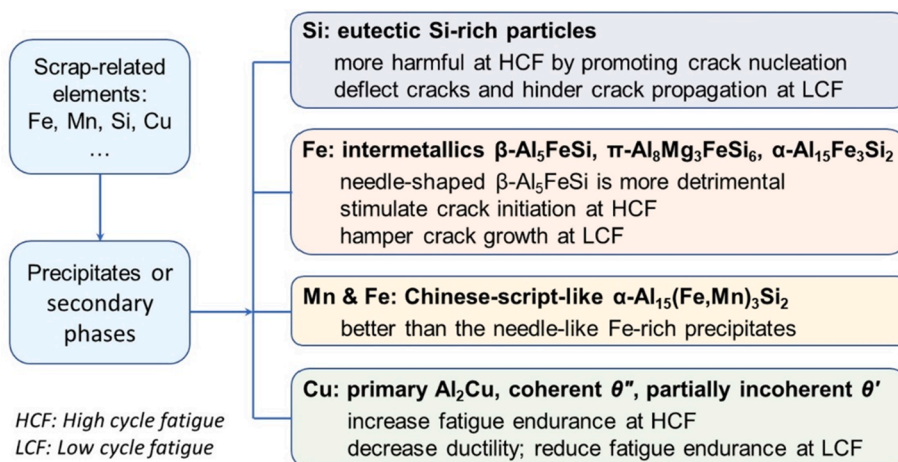 Scrap-related
elements:
Fe, Mn, Si, Cu
...
Precipitates or
secondary
phases
HCF: High cycle fatigue
LCF: Low cycle fatigue
Si: eutectic Si-rich particles
more harmful at HCF by promoting crack nucleation
deflect cracks and hinder crack propagation at LCF
Fe: intermetallics β-Al₅FeSi, π-Al₈Mg₃FeSi₆, α-Al₁₅Fe₃Si₂
needle-shaped β-Al₅FeSi is more detrimental
stimulate crack initiation at HCF
hamper crack growth at LCF
Mn & Fe: Chinese-script-like α-Al₁₅(Fe,Mn)₃Si₂
better than the needle-like Fe-rich precipitates
Cu: primary Al₂Cu, coherent θ″, partially incoherent θ′
increase fatigue endurance at HCF
decrease ductility; reduce fatigue endurance at LCF